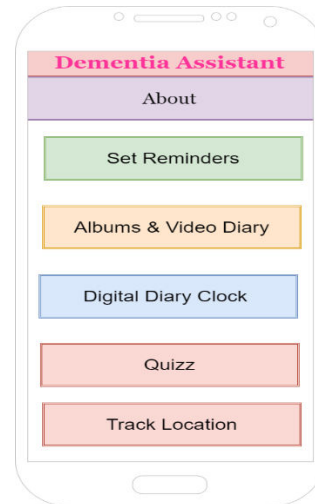 Dementia Assistant
About
Set Reminders
Albums & Video Diary
Digital Diary Clock
Quizz
Track Location